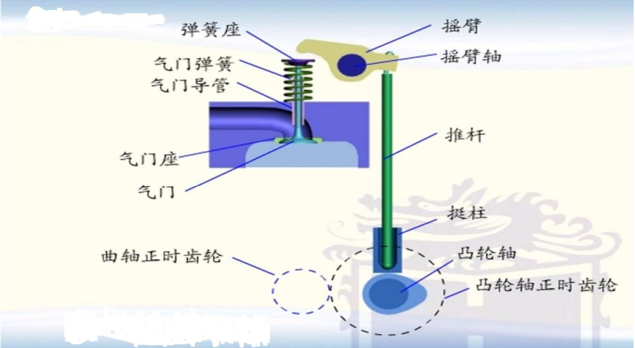 弹簧座
摇臂
摇臂轴
气门弹簧
气门导管
推杆
气门座
气门
挺柱
曲轴正时齿轮
凸轮轴
凸轮轴正时齿轮